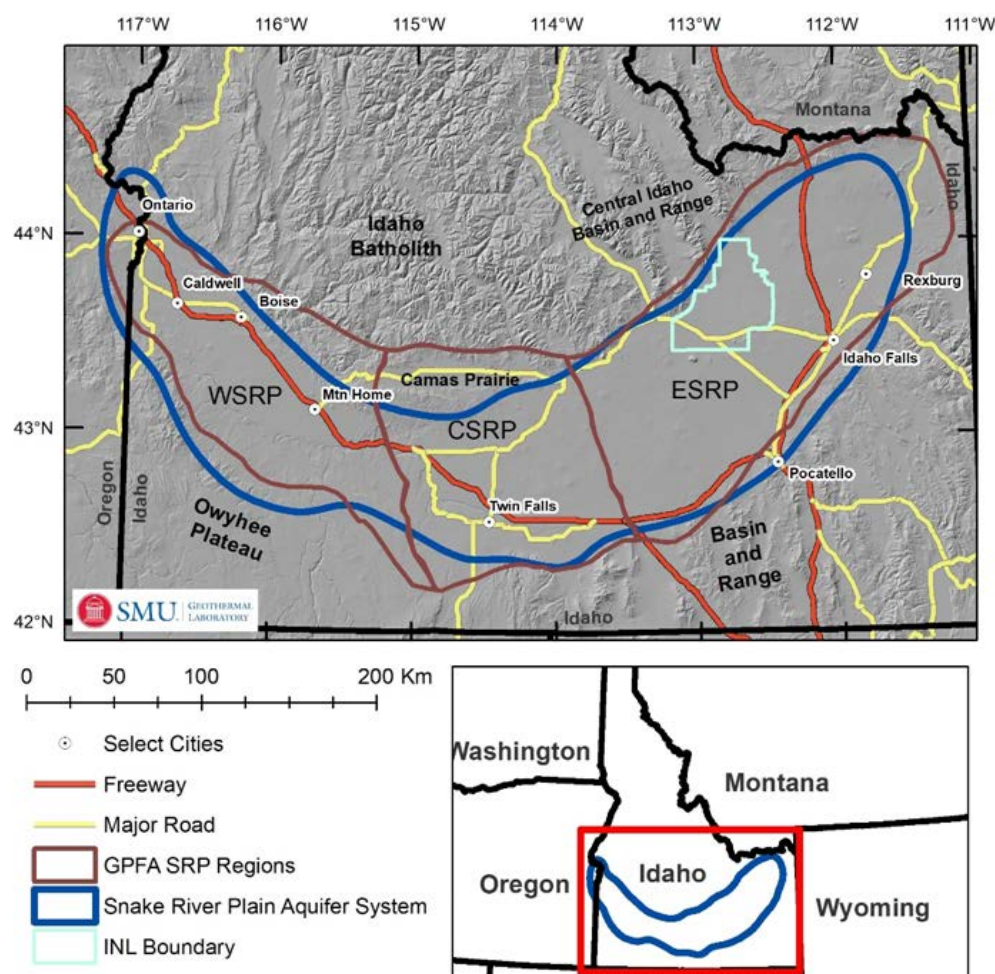 117°W 116°W 115°W 114°W 113°W 112°W 111°W
Montana
Idaho
Central Idaho
Basin and Range
Ontario
Idaho
Batholith
44°N
Caldwell
Boise
Rexburg
Camas Prairie
Idaho Falls
Mtn Home
WSRP
ESRP
CSRP
43°N
Oregon
Idaho
Pocatello
Twin Falls
Owyhee
Plateau
Basin
and
Range
SMU. GEOTHERMAL
LABORATORY
Idaho
42°N
0 50 100 200 Km
Select Cities
Freeway
Major Road
GPFA SRP Regions
Snake River Plain Aquifer System
INL Boundary
Washington
Montana
Oregon
Idaho
Wyoming